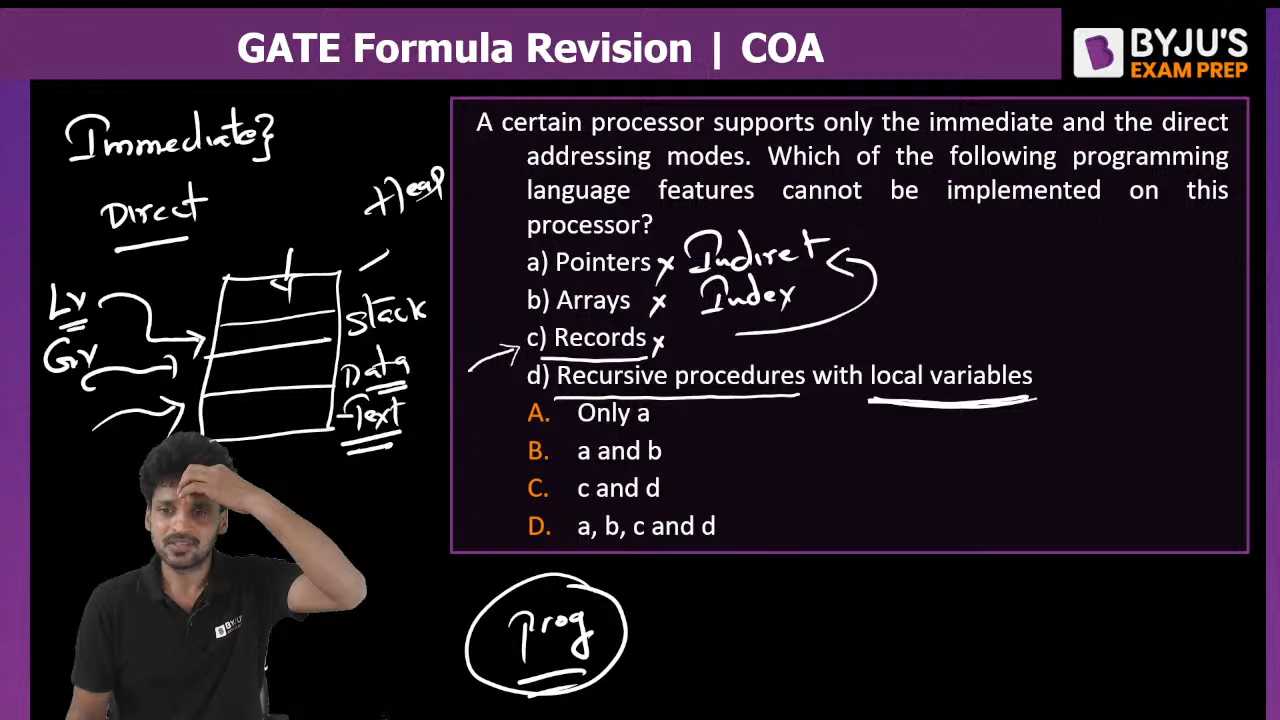 GATE Formula Revision | COA
BYJU'S
EXAM PREP
Immediate}
Direct
Heap
Lv
Gv
Stack
Data
Text
A certain processor supports only the immediate and the direct
addressing modes. Which of the following programming
language features cannot be implemented on this
processor?
a) Pointers x Indirect
b) Arrays x Index
c) Records x
d) Recursive procedures with local variables
A. Only a
B. a and b
C. c and d
D. a, b, c and d
prog
BYJU'S